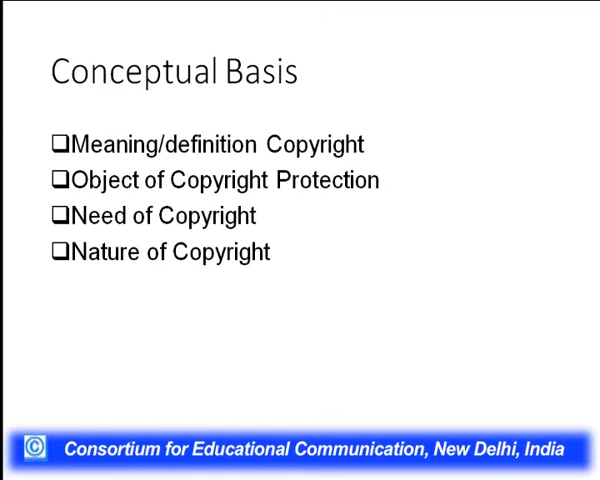 Conceptual Basis
❑Meaning/definition Copyright
❑Object of Copyright Protection
❑Need of Copyright
❑Nature of Copyright
© Consortium for Educational Communication, New Delhi, India